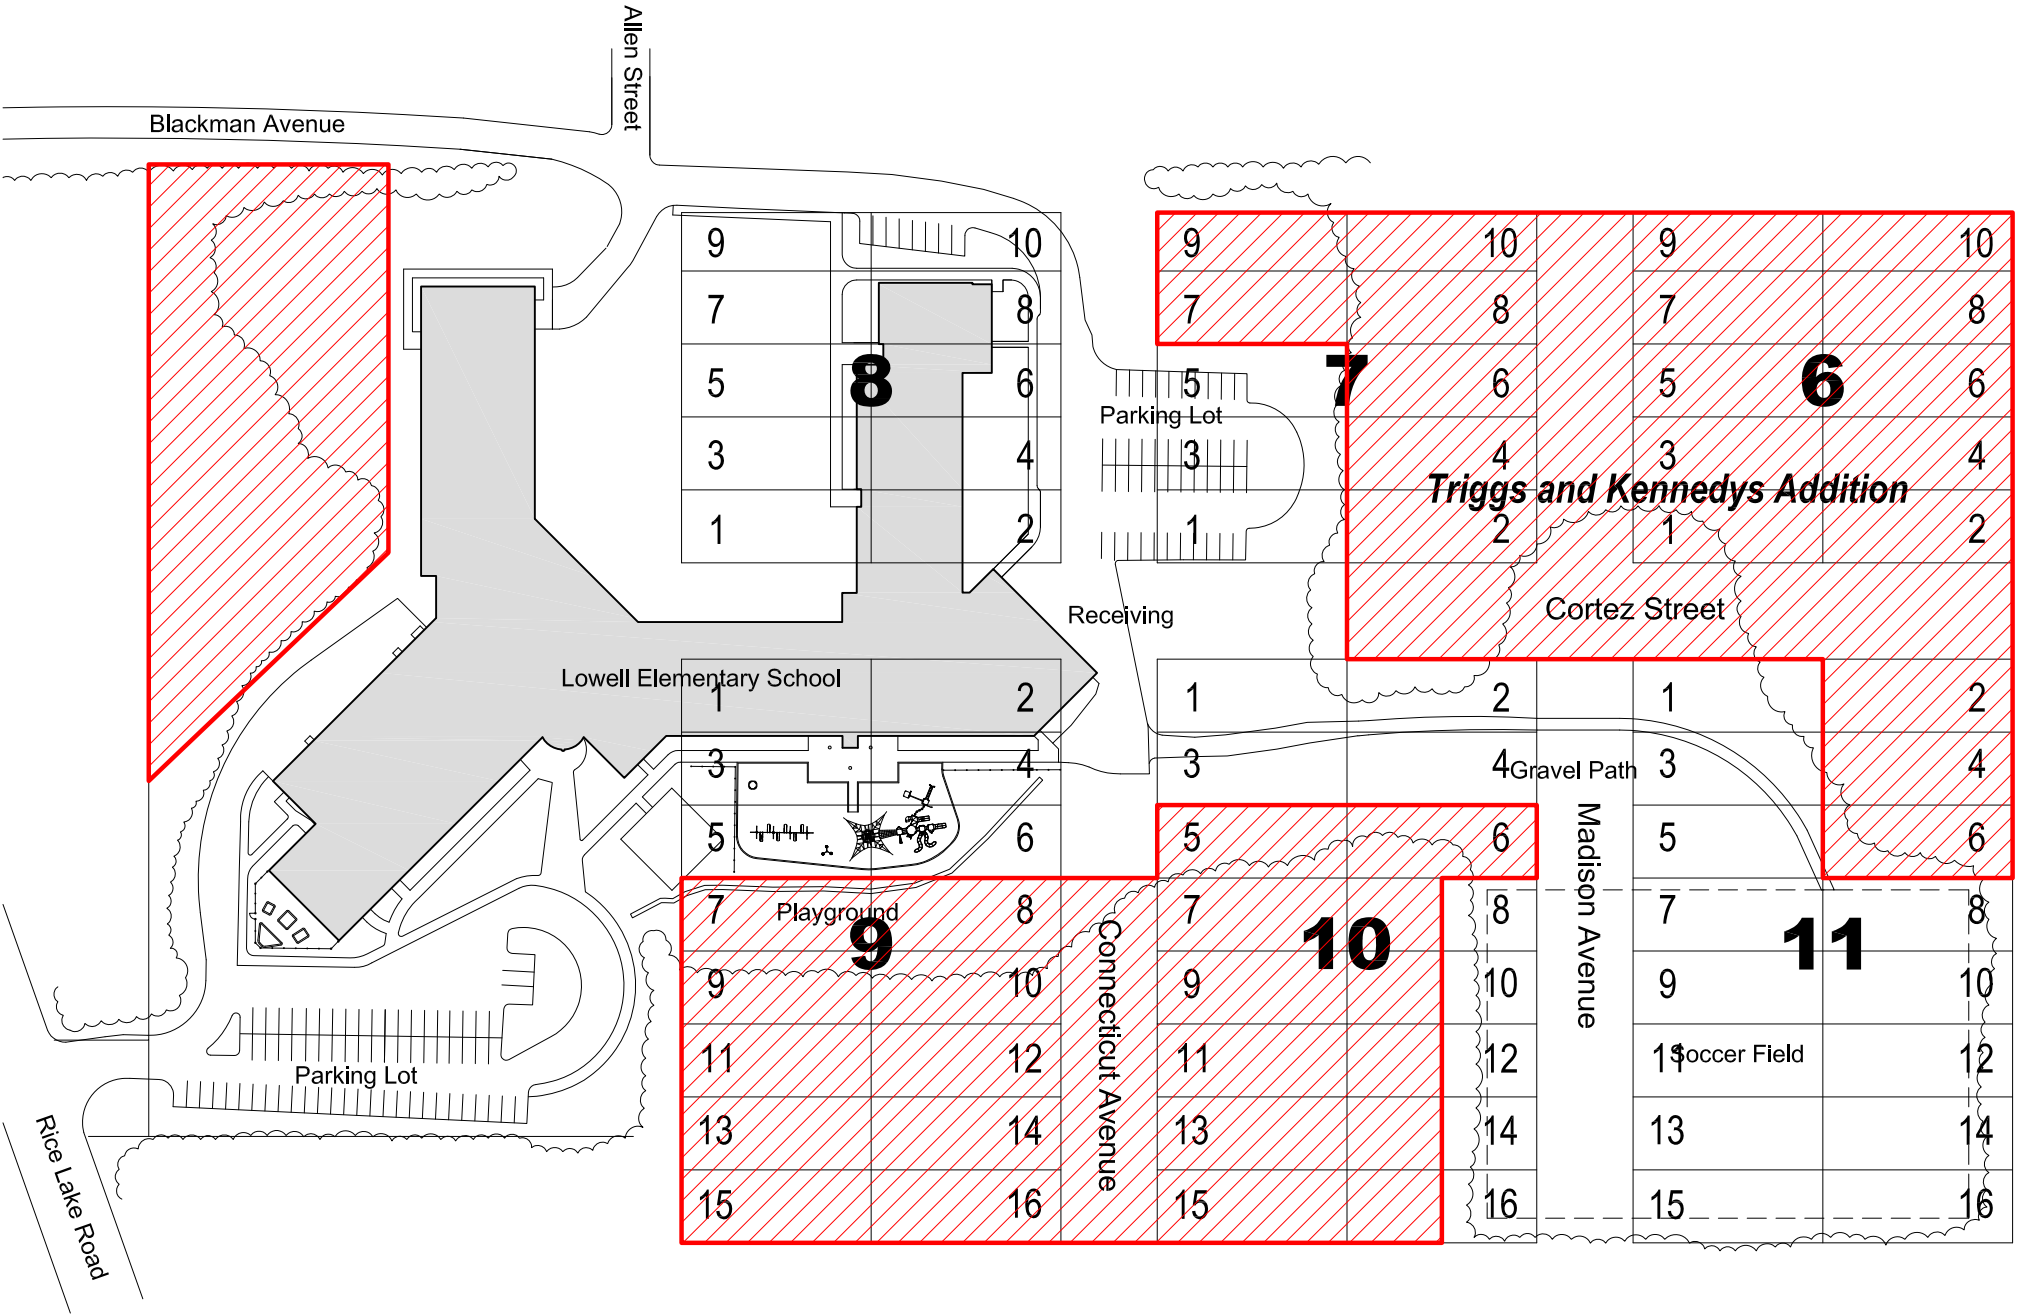 Allen Street
Blackman Avenue
9 10 9 10 9 10
7 8 7 8 7 8
8 7 6
5 6 5 6 5 6
Parking Lot
3 4 3 4 3 4
Triggs and Kennedys Addition
1 2 1 2 1 2
Receiving
Cortez Street
Lowell Elementary School
1 2 1 2 1 2
3 4 3 4 3 4
Gravel Path
5 6 5 6 5 6
Madison Avenue
7 8 7 8 7 8
Playground
9 10 11
Connecticut Avenue
9 10 9 10 9 10
11 12 11 12 11 12
Soccer Field
Parking Lot
13 14 13 14 13 14
15 16 15 16 15 16
Rice Lake Road